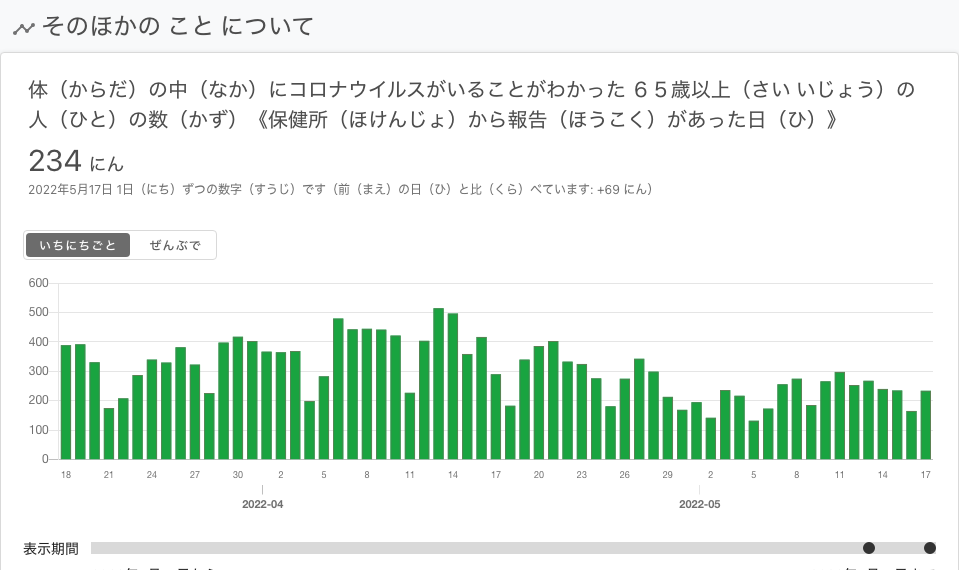 そのほかの こと について
体（からだ）の中（なか）にコロナウイルスがいることがわかった ６５歳以上（さい いじょう）の
人（ひと）の数（かず）《保健所（ほけんじょ）から報告（ほうこく）があった日（ひ）》
234 にん
2022年5月17日 1日（にち）ずつの数字（すうじ）です（前（まえ）の日（ひ）と比（くら）べています: +69 にん）
いちにちごと ぜんぶで
600
500
400
300
200
100
0
18 21 24 27 30 2 5 8 11 14 17 20 23 26 29 2 5 8 11 14 17
2022-04 2022-05
表示期間